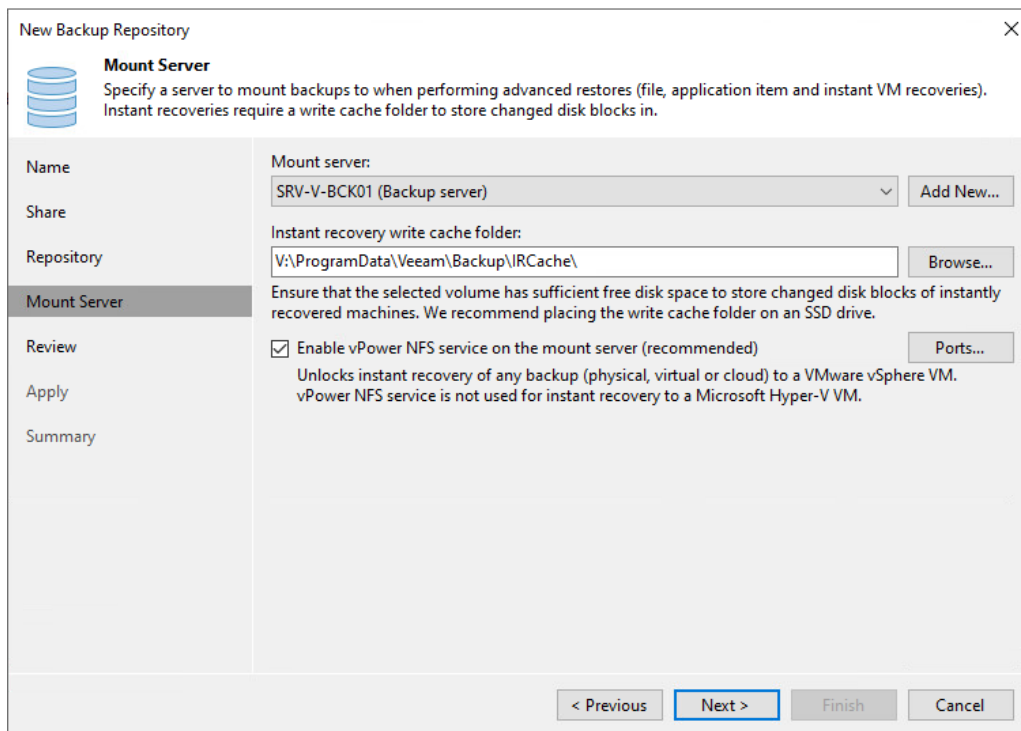 New Backup Repository
Mount Server
Specify a server to mount backups to when performing advanced restores (file, application item and instant VM recoveries).
Instant recoveries require a write cache folder to store changed disk blocks in.
Name
Share
Repository
Mount Server
Review
Apply
Summary
Mount server:
SRV-V-BCK01 (Backup server)
Add New...
Instant recovery write cache folder:
V:\ProgramData\Veeam\Backup\IRCache\
Browse...
Ensure that the selected volume has sufficient free disk space to store changed disk blocks of instantly
recovered machines. We recommend placing the write cache folder on an SSD drive.
Enable vPower NFS service on the mount server (recommended)
Ports...
Unlocks instant recovery of any backup (physical, virtual or cloud) to a VMware vSphere VM.
vPower NFS service is not used for instant recovery to a Microsoft Hyper-V VM.
< Previous
Next >
Finish
Cancel